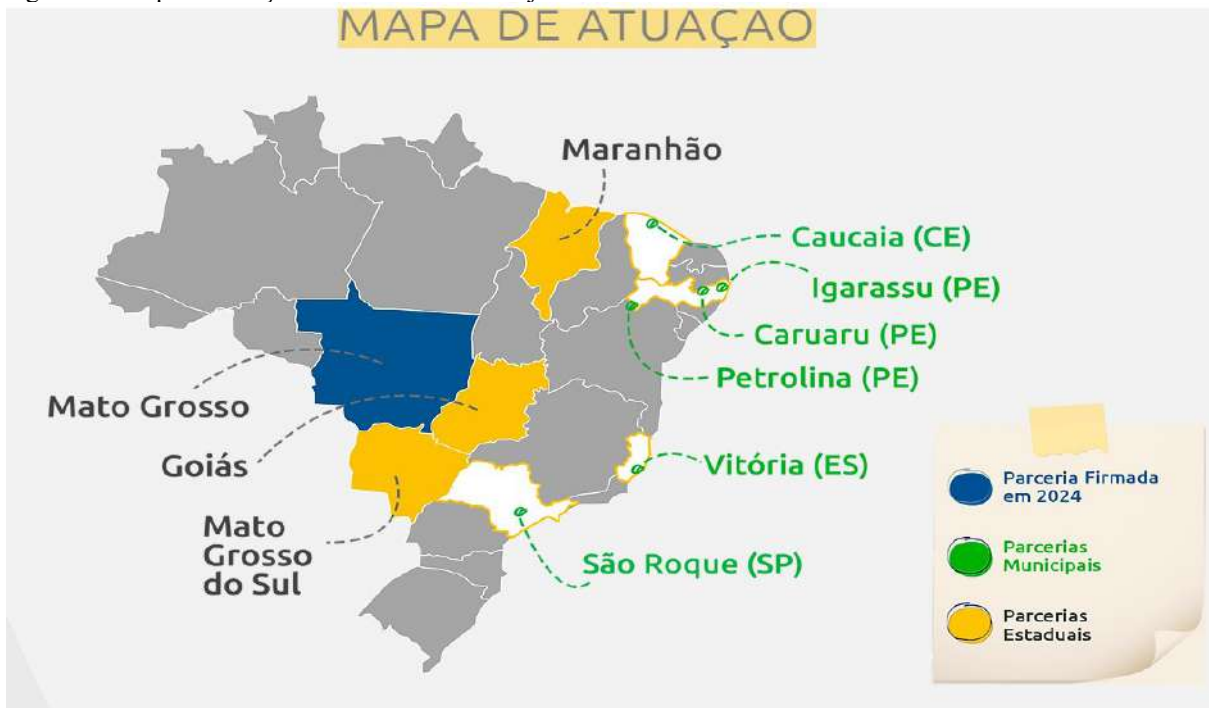 MAPA DE ATUAÇÃO
Maranhão
Caucaia (CE)
Igarassu (PE)
Caruaru (PE)
Petrolina (PE)
Mato Grosso
Goiás
Vitória (ES)
Mato
Grosso
do Sul
São Roque (SP)
Parceria Firmada
em 2024
Parcerias
Municipais
Parcerias
Estaduais